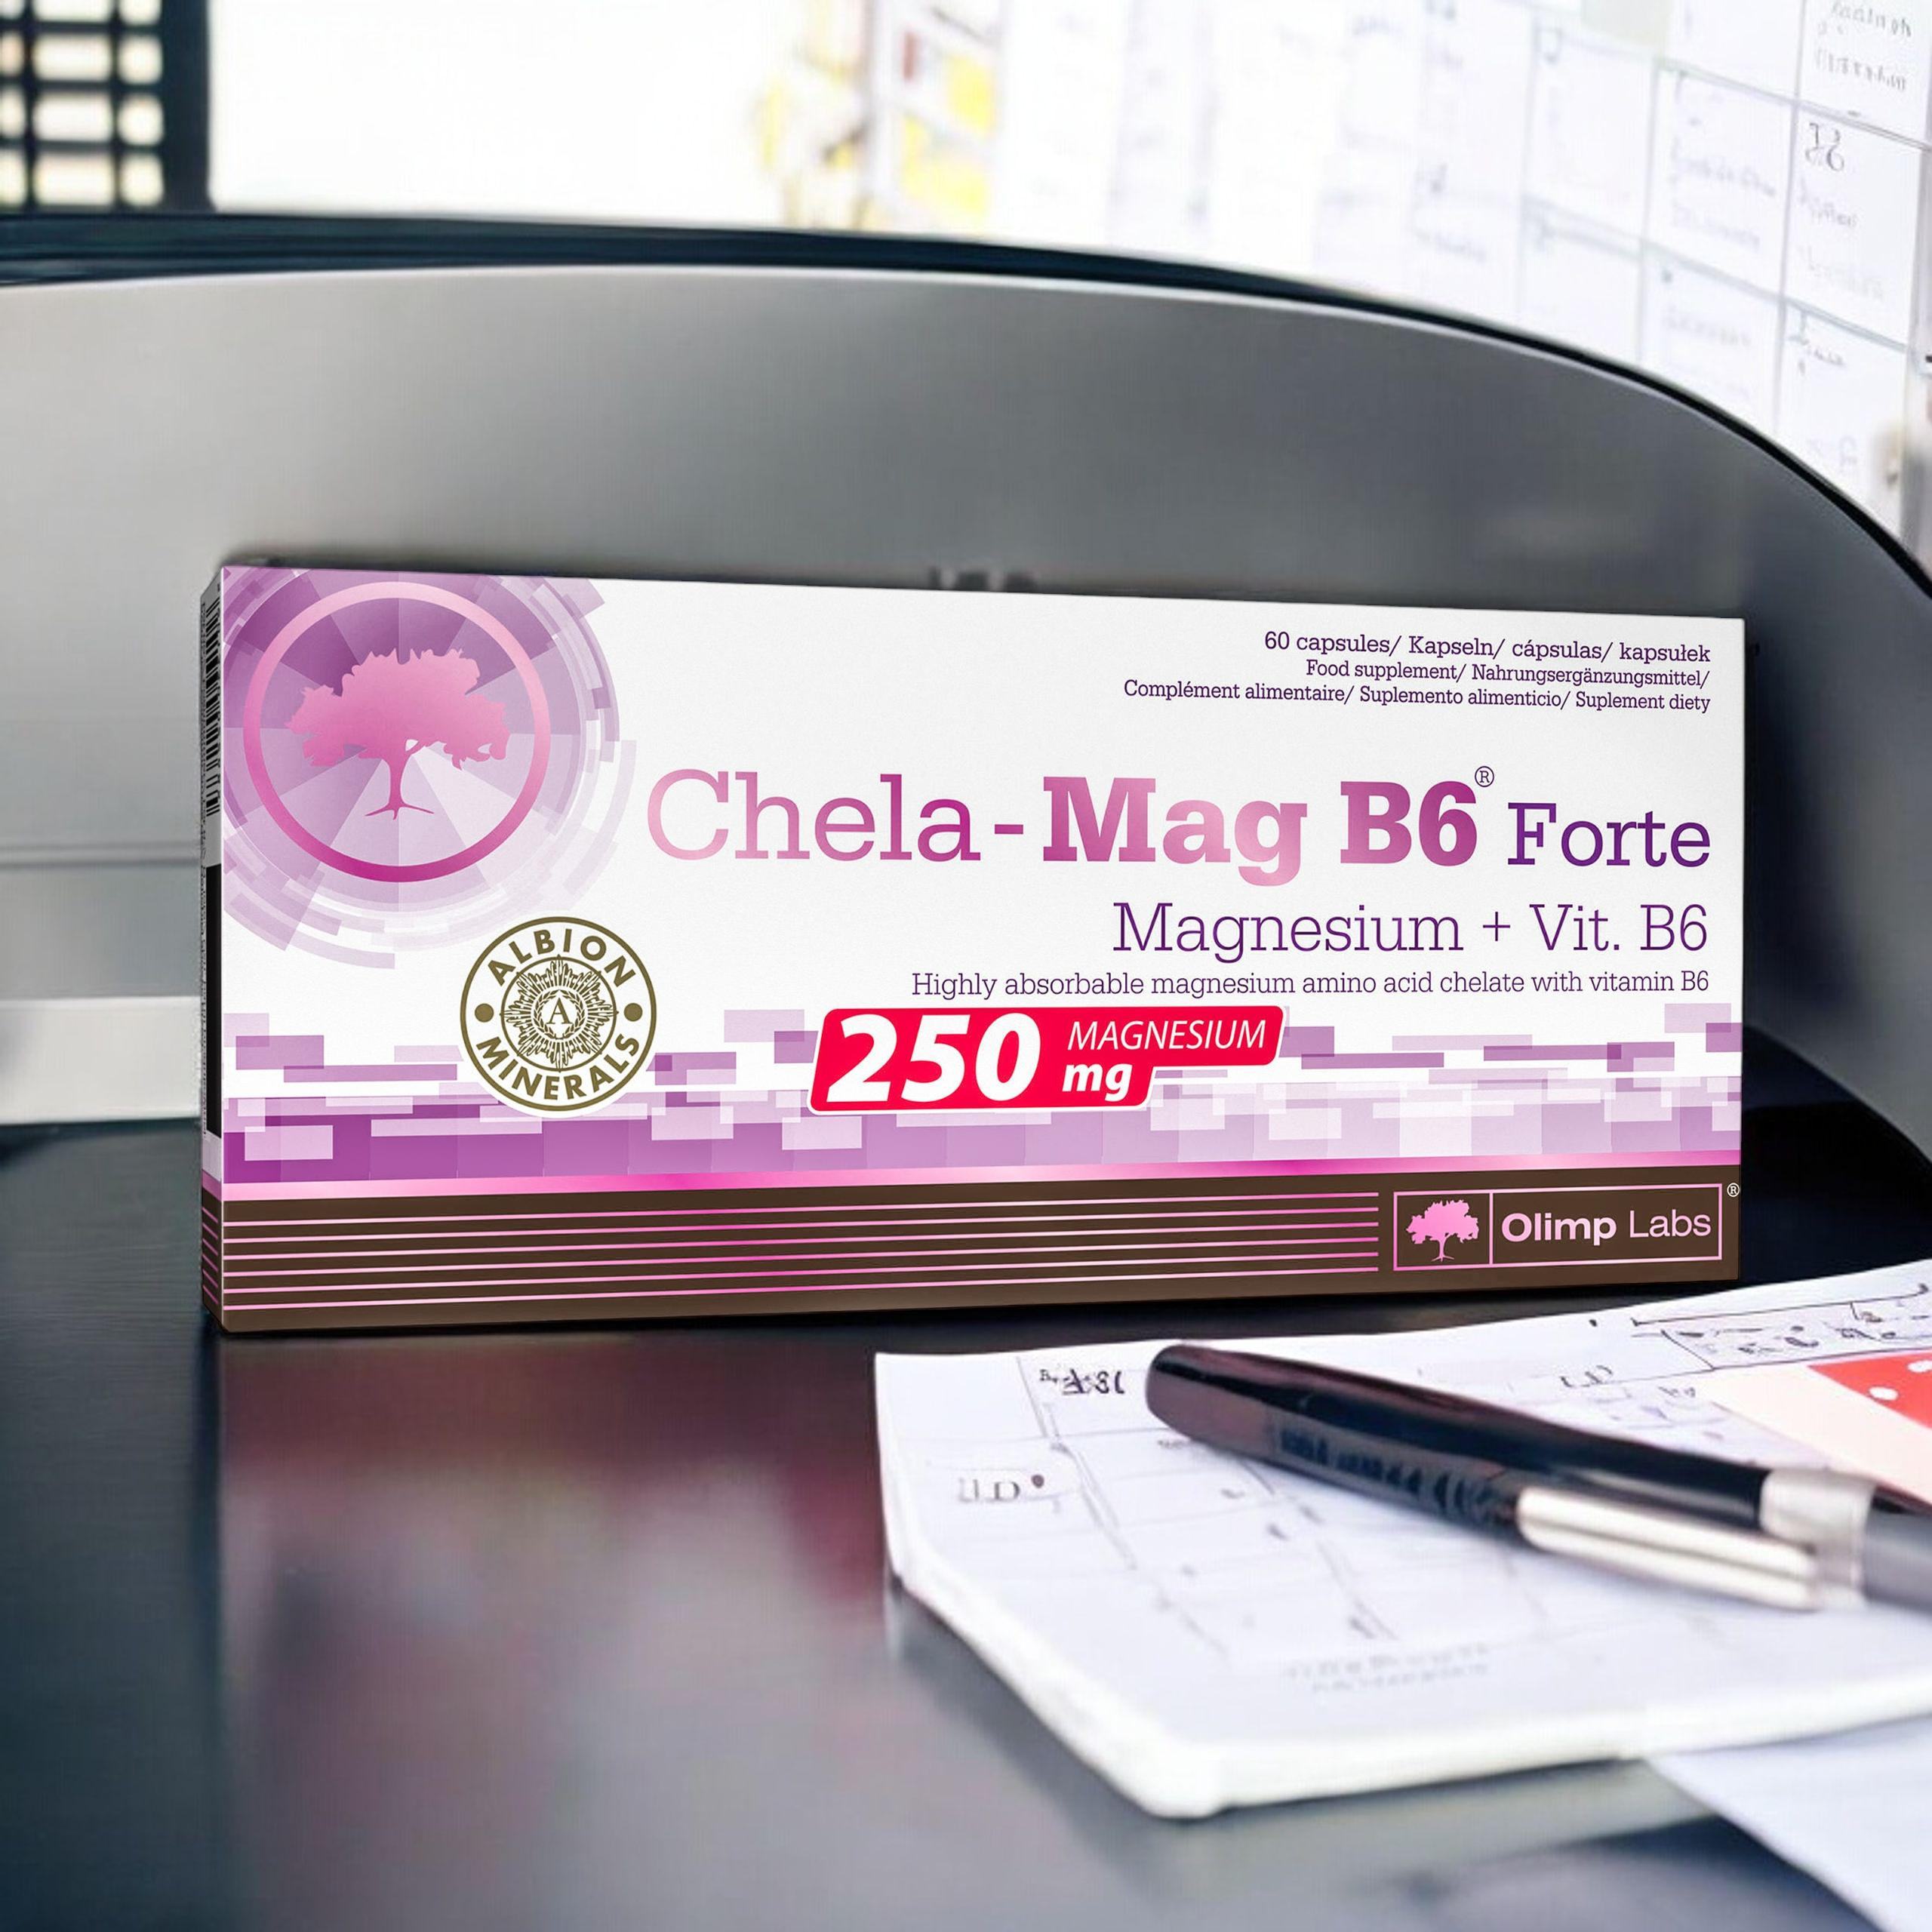 60 capsules/ Kapseln/ cápsulas/ kapsułek
Food supplement/ Nahrungsergänzungsmittel/
Complément alimentaire/ Suplemento alimenticio/ Suplement diety
Chela-Mag B6® Forte
Magnesium + Vit. B6
Highly absorbable magnesium amino acid chelate with vitamin B6
ALBION
A
MINERALS
250 MAGNESIUM
mg
Olimp Labs®